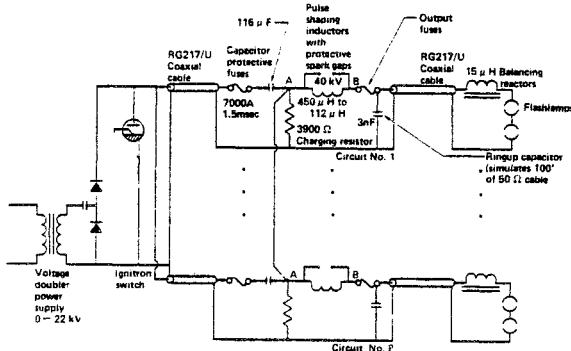 116 μF
Pulse
shaping
inductors
with
protective
spark gaps
Output
fuses
RG217/U
Coaxial
cable
Capacitor
protective
fuses
A
40 kV
B
RG217/U
Coaxial
cable
15 μH Balancing
reactors
7000A
1.5msec
450 μH to
112 μH
3900 Ω
Charging resistor
3nF
Flashlamps
Circuit No. 1
Ringup capacitor
(simulates 100'
of 50 Ω cable
Voltage
doubler
power
supply
0 – 22 kV
Ignitron
switch
A
B
Circuit No.